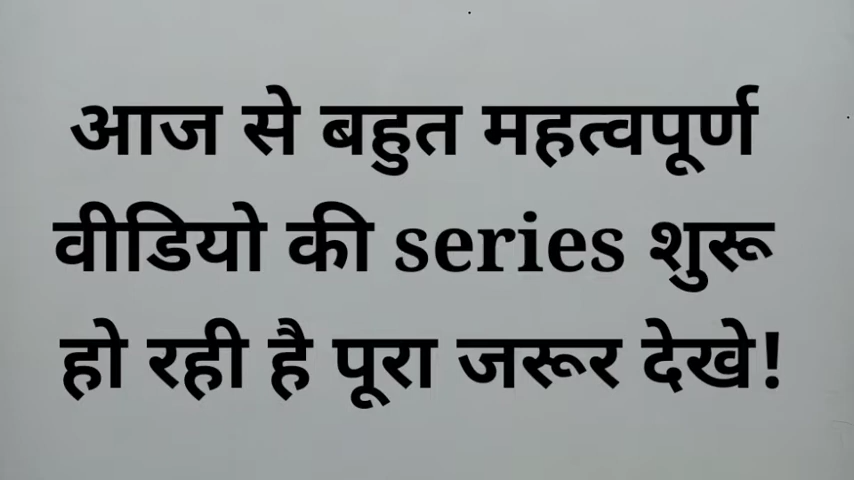 आज से बहुत महत्वपूर्ण
वीडियो की series शुरू
हो रही है पूरा जरूर देखे!